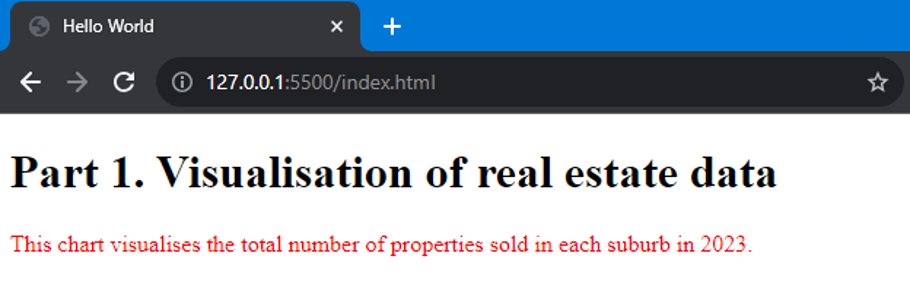 Hello World
127.0.0.1:5500/index.html
Part 1. Visualisation of real estate data
This chart visualises the total number of properties sold in each suburb in 2023.